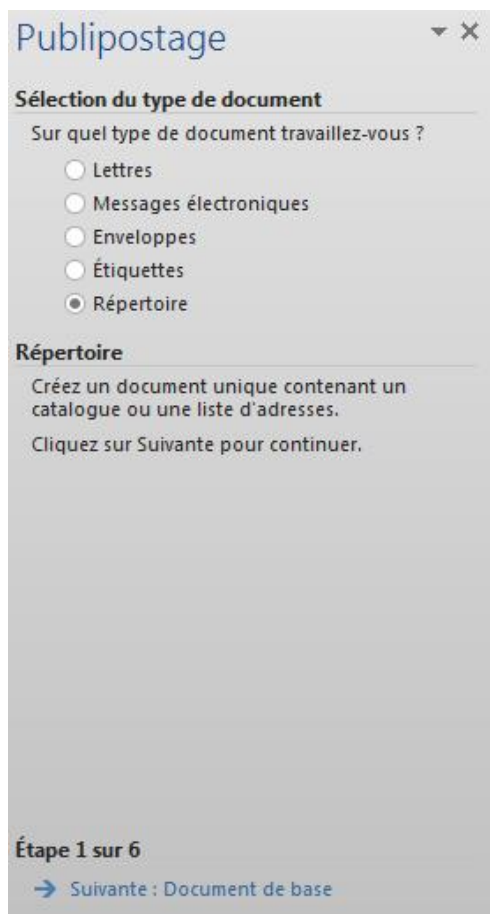 Publipostage
Sélection du type de document
Sur quel type de document travaillez-vous ?
Lettres
Messages électroniques
Enveloppes
Étiquettes
Répertoire
Répertoire
Créez un document unique contenant un
catalogue ou une liste d'adresses.
Cliquez sur Suivante pour continuer.
Étape 1 sur 6
Suivante : Document de base